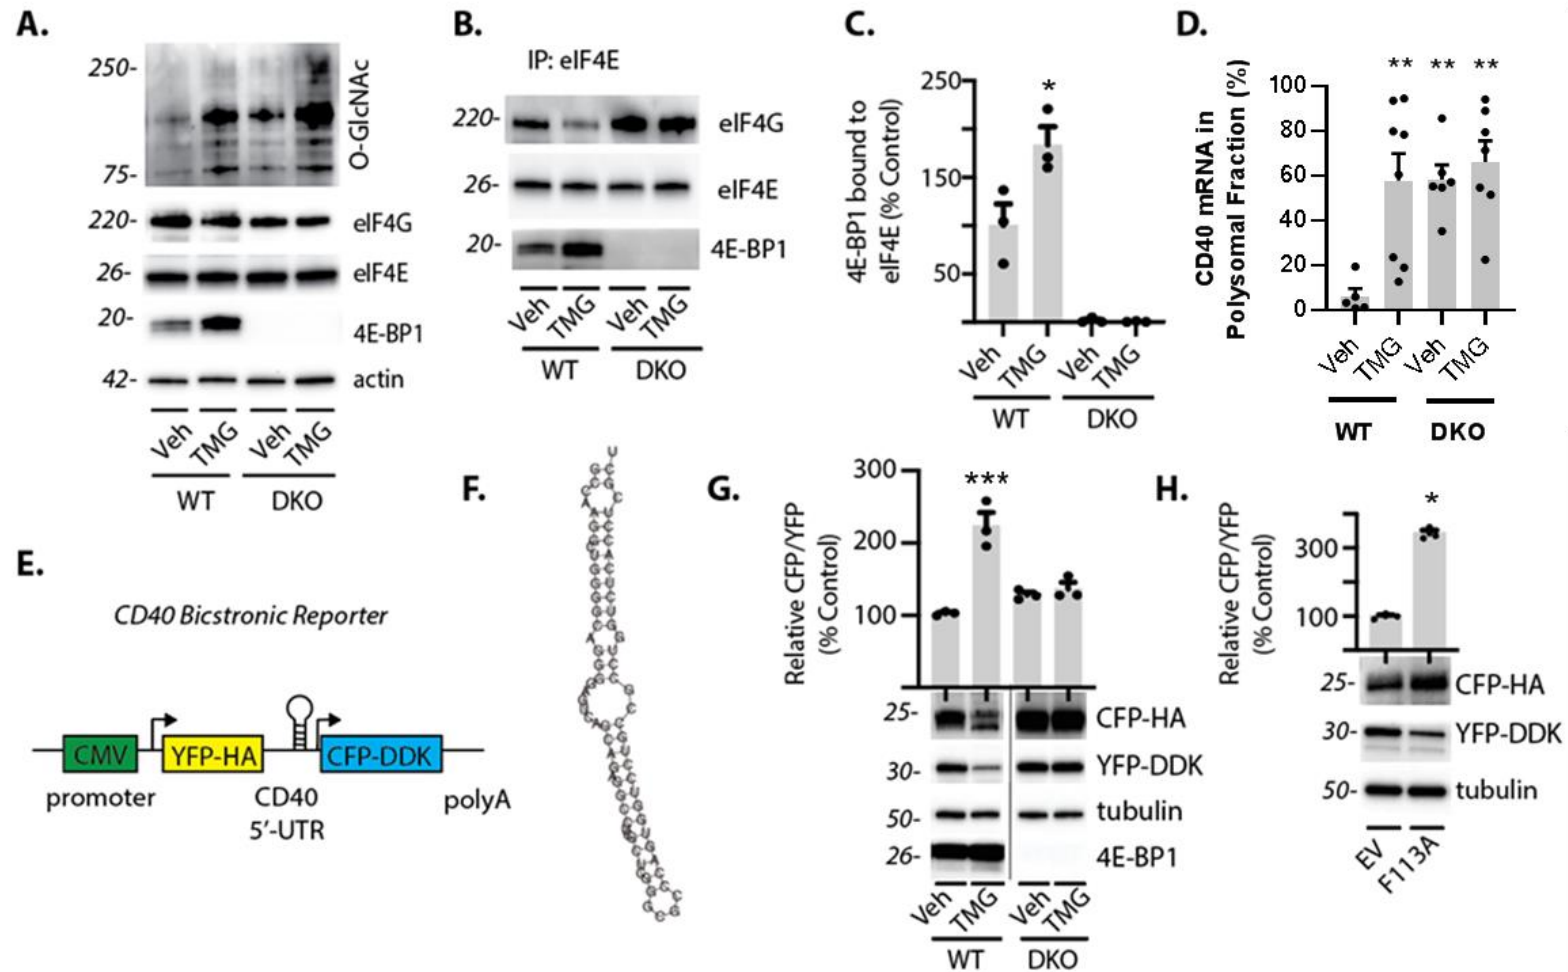 A.
250-
75-
O-GlcNAc
220-
eIF4G
26-
eIF4E
20-
4E-BP1
42-
actin
Veh
TMG
Veh
TMG
WT
DKO
B.
IP: eIF4E
220-
eIF4G
26-
eIF4E
20-
4E-BP1
Veh
TMG
Veh
TMG
WT
DKO
C.
4E-BP1 bound to
eIF4E (% Control)
250
150
50
*
Veh
TMG
Veh
TMG
WT
DKO
D.
CD40 mRNA in
Polysomal Fraction (%)
100
80
60
40
20
0
** ** **
Veh
TMG
Veh
TMG
WT
DKO
E.
CD40 Bicstronic Reporter
CMV
YFP-HA
CFP-DDK
promoter
CD40
5'-UTR
polyA
F.
G.
Relative CFP/YFP
(% Control)
300
200
100
***
25-
CFP-HA
30-
YFP-DDK
50-
tubulin
26-
4E-BP1
Veh
TMG
Veh
TMG
WT
DKO
H.
Relative CFP/YFP
(% Control)
300
100
*
25-
CFP-HA
30-
YFP-DDK
50-
tubulin
EV
F113A